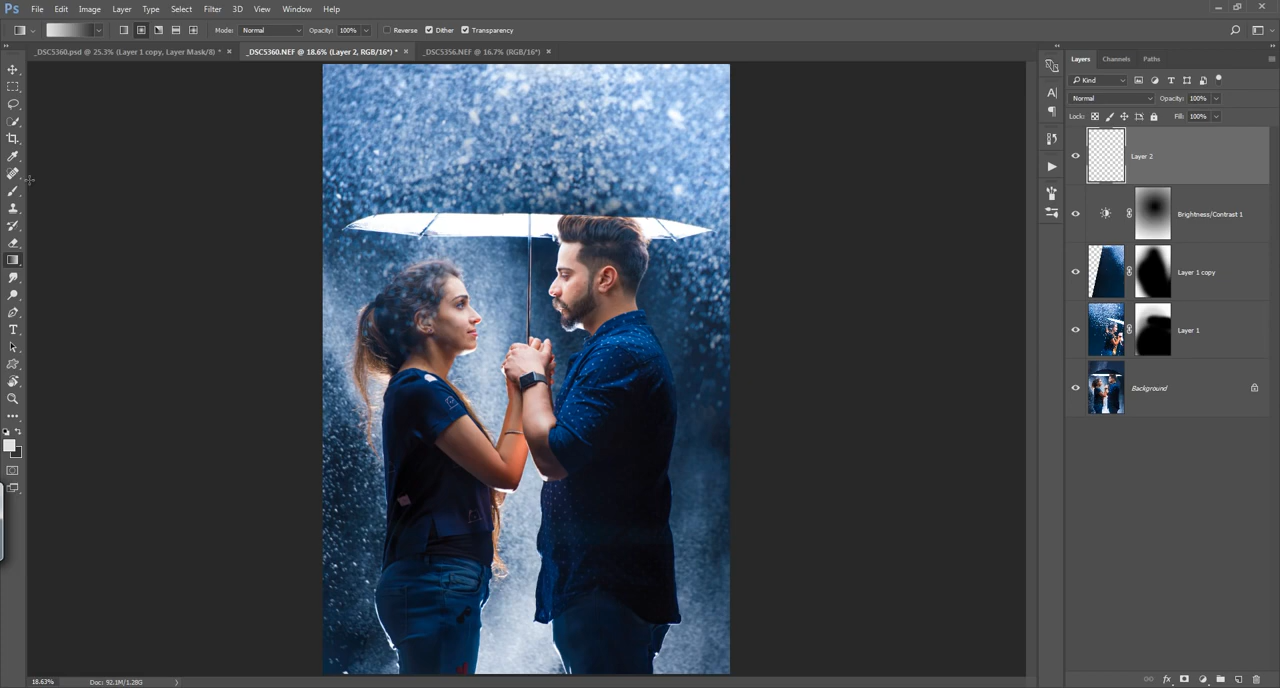 Ps File Edit Image Layer Type Select Filter 3D View Window Help
Mode: Normal Opacity: 100% Reverse Dither Transparency
_DSC5360.psd @ 25.3% (Layer 1 copy, Layer Mask/8) * × _DSC5360.NEF @ 18.6% (Layer 2, RGB/16*) * × _DSC5356.NEF @ 16.7% (RGB/16*) ×
Layers Channels Paths
Kind
Normal Opacity: 100%
Lock: Fill: 100%
Layer 2
Brightness/Contrast 1
Layer 1 copy
Layer 1
Background
18.63% Doc: 92.1M/1.28G